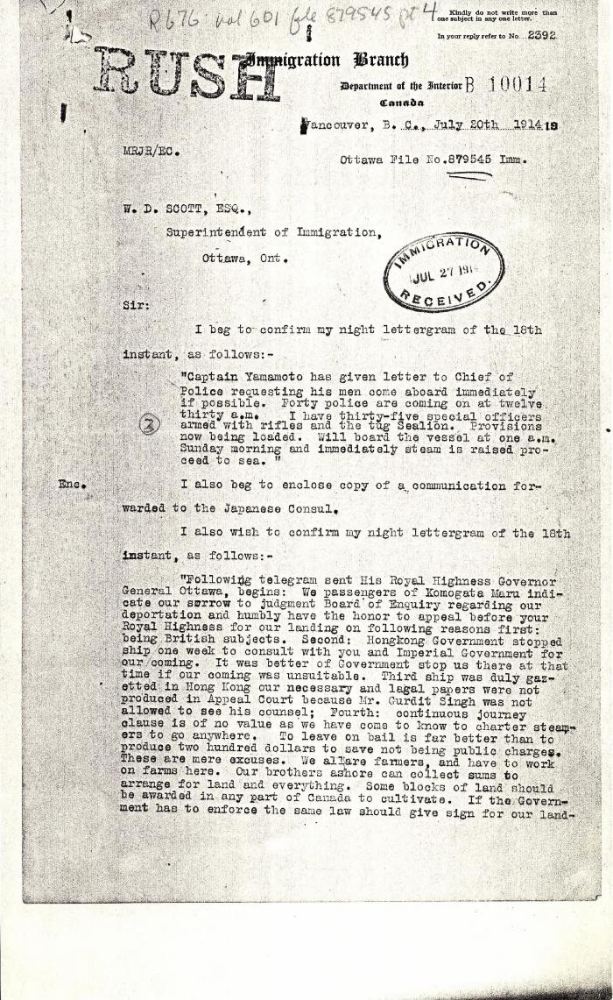 R G76 vol 601 file 879545 pt 4
Kindly do not write more than
one subject in any one letter.
In your reply refer to No. 2392
RUSH
Immigration Branch
Department of the Interior B 10014
Canada
Vancouver, B. C., July 20th 1914 19
MRJR/EC.
Ottawa File No. 879545 Imm.
W. D. SCOTT, ESQ.,
Superintendent of Immigration,
Ottawa, Ont.
IMMIGRATION
JUL 27 191
RECEIVED.
Sir:
I beg to confirm my night lettergram of the 18th
instant, as follows:-
"Captain Yamamoto has given letter to Chief of
Police requesting his men come aboard immediately
if possible. Forty police are coming on at twelve
thirty a.m. I have thirty-five special officers
armed with rifles and the tug Sealion. Provisions
now being loaded. Will board the vessel at one a.m.
Sunday morning and immediately steam is raised pro-
ceed to sea. "
Enc. I also beg to enclose copy of a communication for-
warded to the Japanese Consul.
I also wish to confirm my night lettergram of the 18th
instant, as follows:-
"Following telegram sent His Royal Highness Governor
General Ottawa, begins: We passengers of Komogata Maru indi-
cate our sorrow to judgment Board of Enquiry regarding our
deportation and humbly have the honor to appeal before your
Royal Highness for our landing on following reasons first:
being British subjects. Second: Hongkong Government stopped
ship one week to consult with you and Imperial Government for
our coming. It was better of Government stop us there at that
time if our coming was unsuitable. Third ship was duly gaz-
etted in Hong Kong our necessary and lagal papers were not
produced in Appeal Court because Mr. Gurdit Singh was not
allowed to see his counsel; Fourth: continuous journey
clause is of no value as we have come to know to charter steam-
ers to go anywhere. To leave on bail is far better than to
produce two hundred dollars to save not being public charges.
These are mere excuses. We all are farmers, and have to work
on farms here. Our brothers ashore can collect sums to
arrange for land and everything. Some blocks of land should
be awarded in any part of Canada to cultivate. If the Govern-
ment has to enforce the same law should give sign for our land-